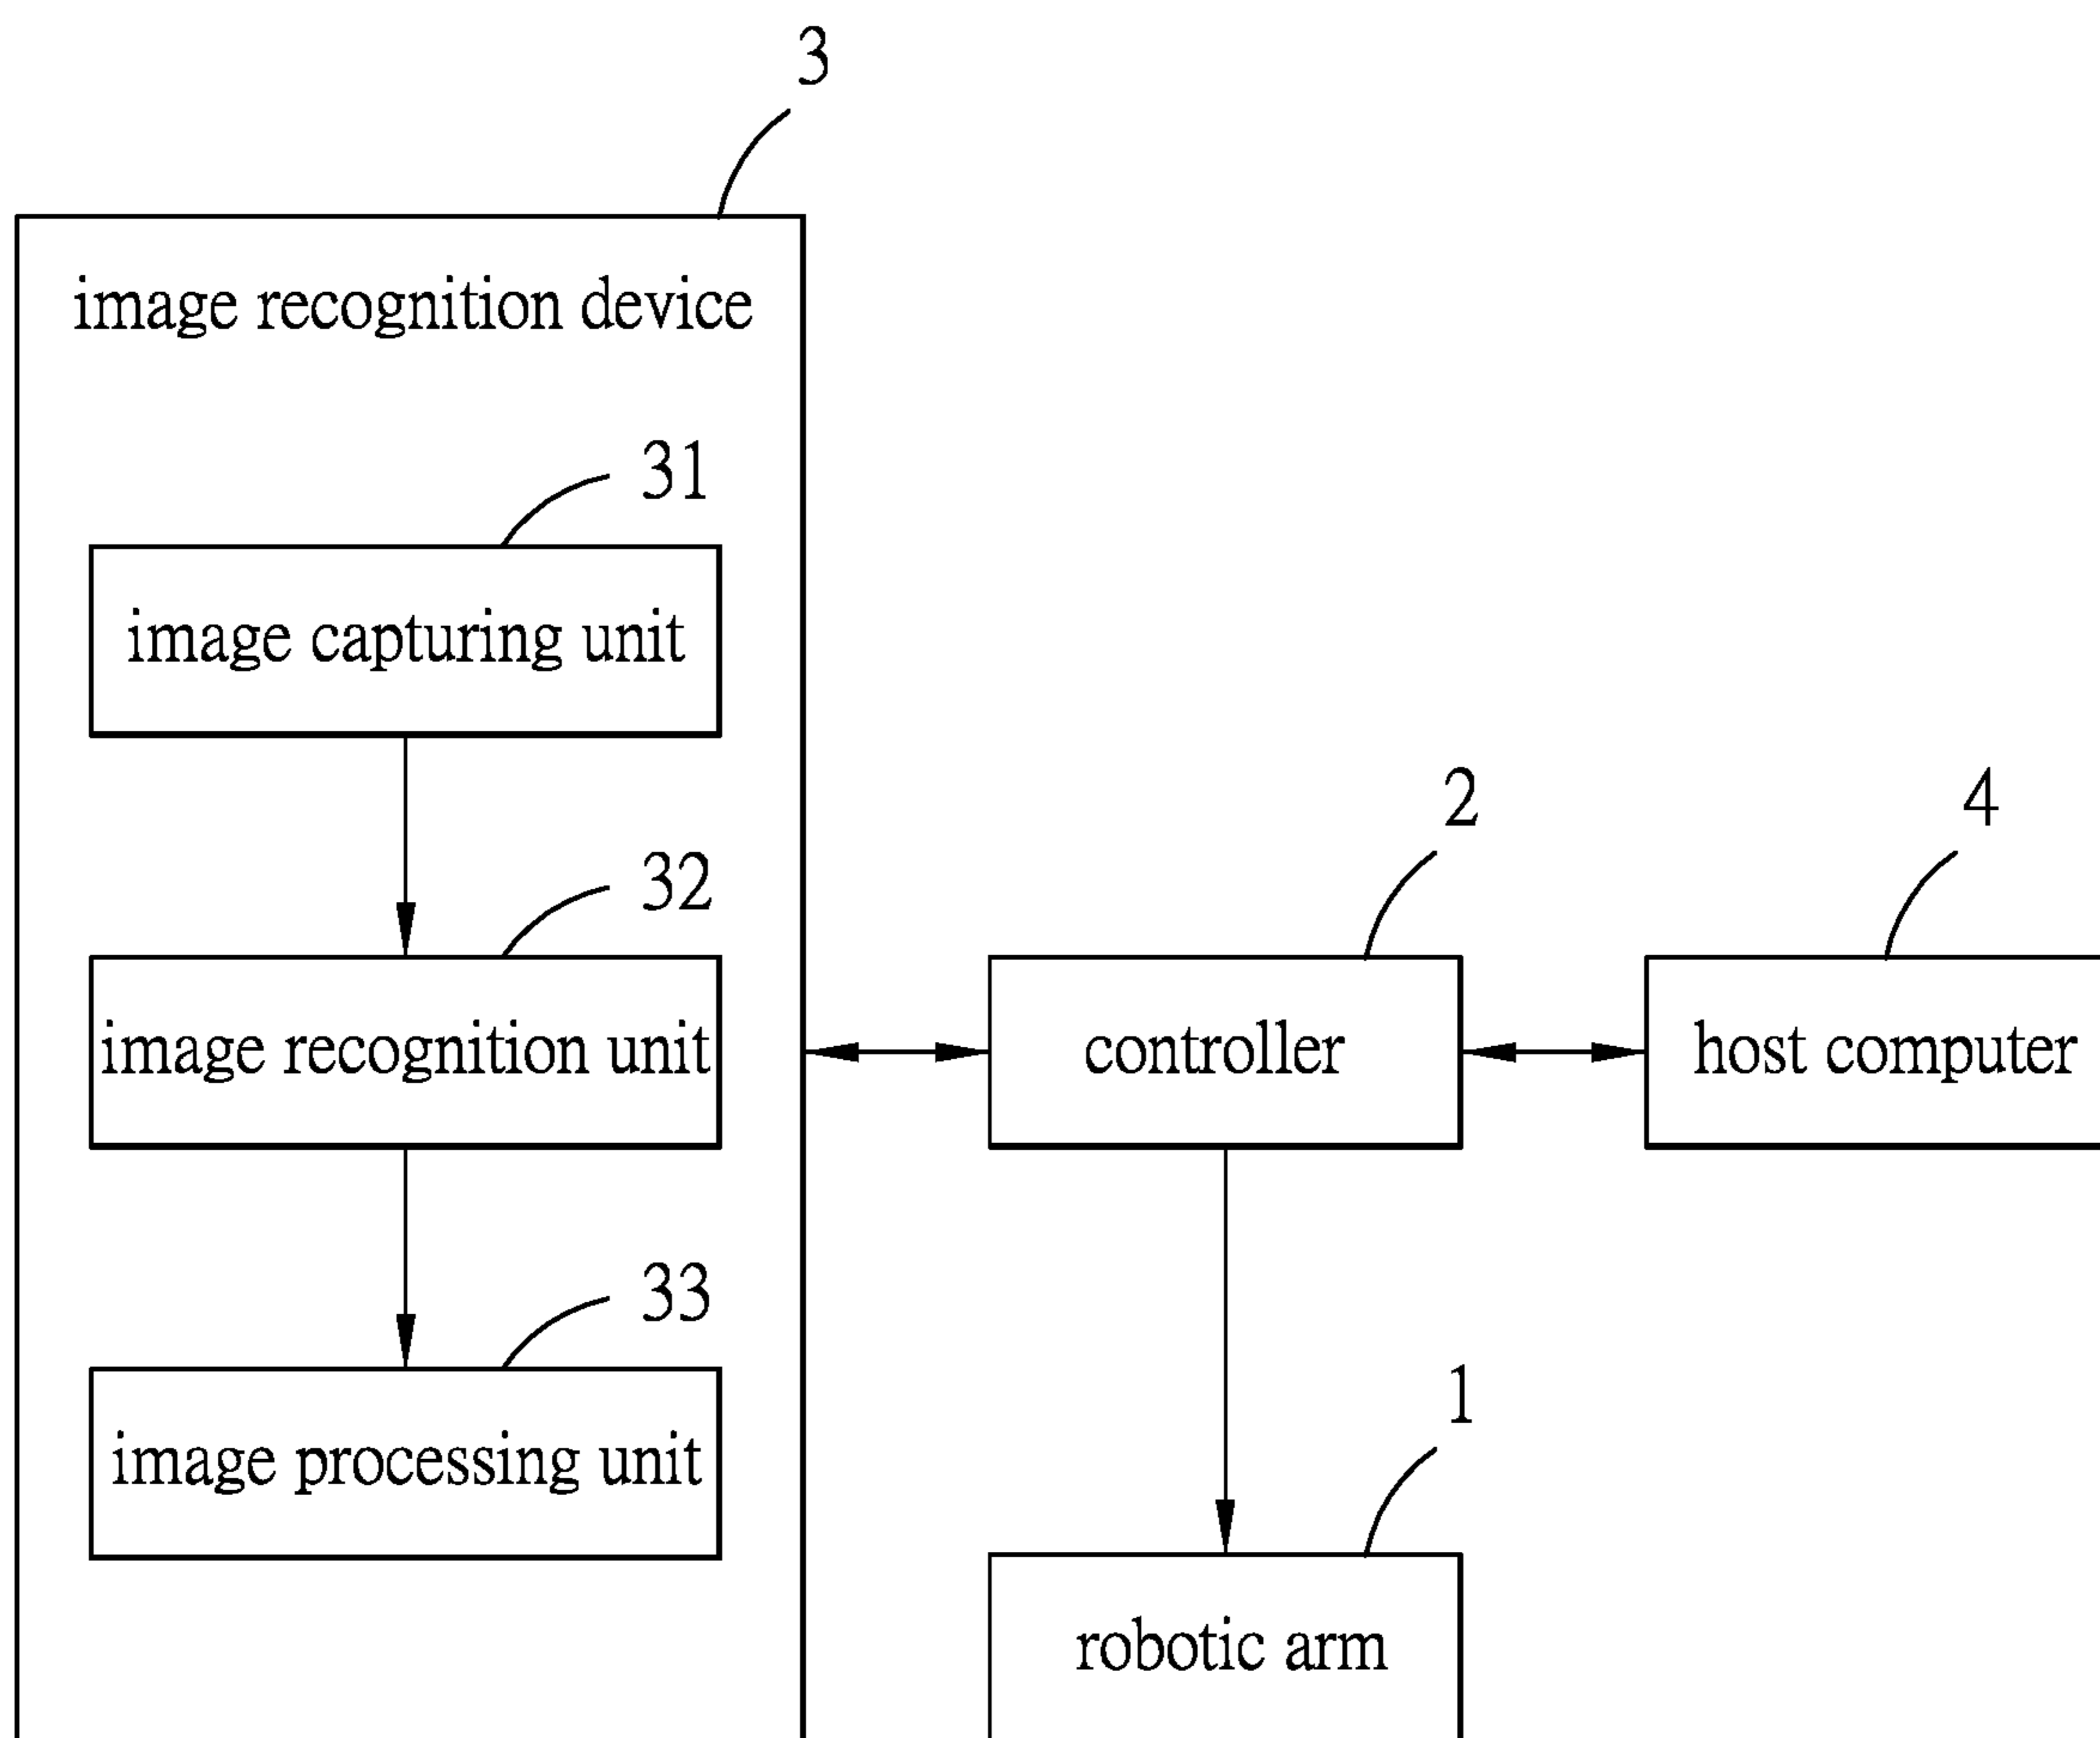 3
image recognition device
31
image capturing unit
32
image recognition unit
33
image processing unit
2
controller
4
host computer
1
robotic arm